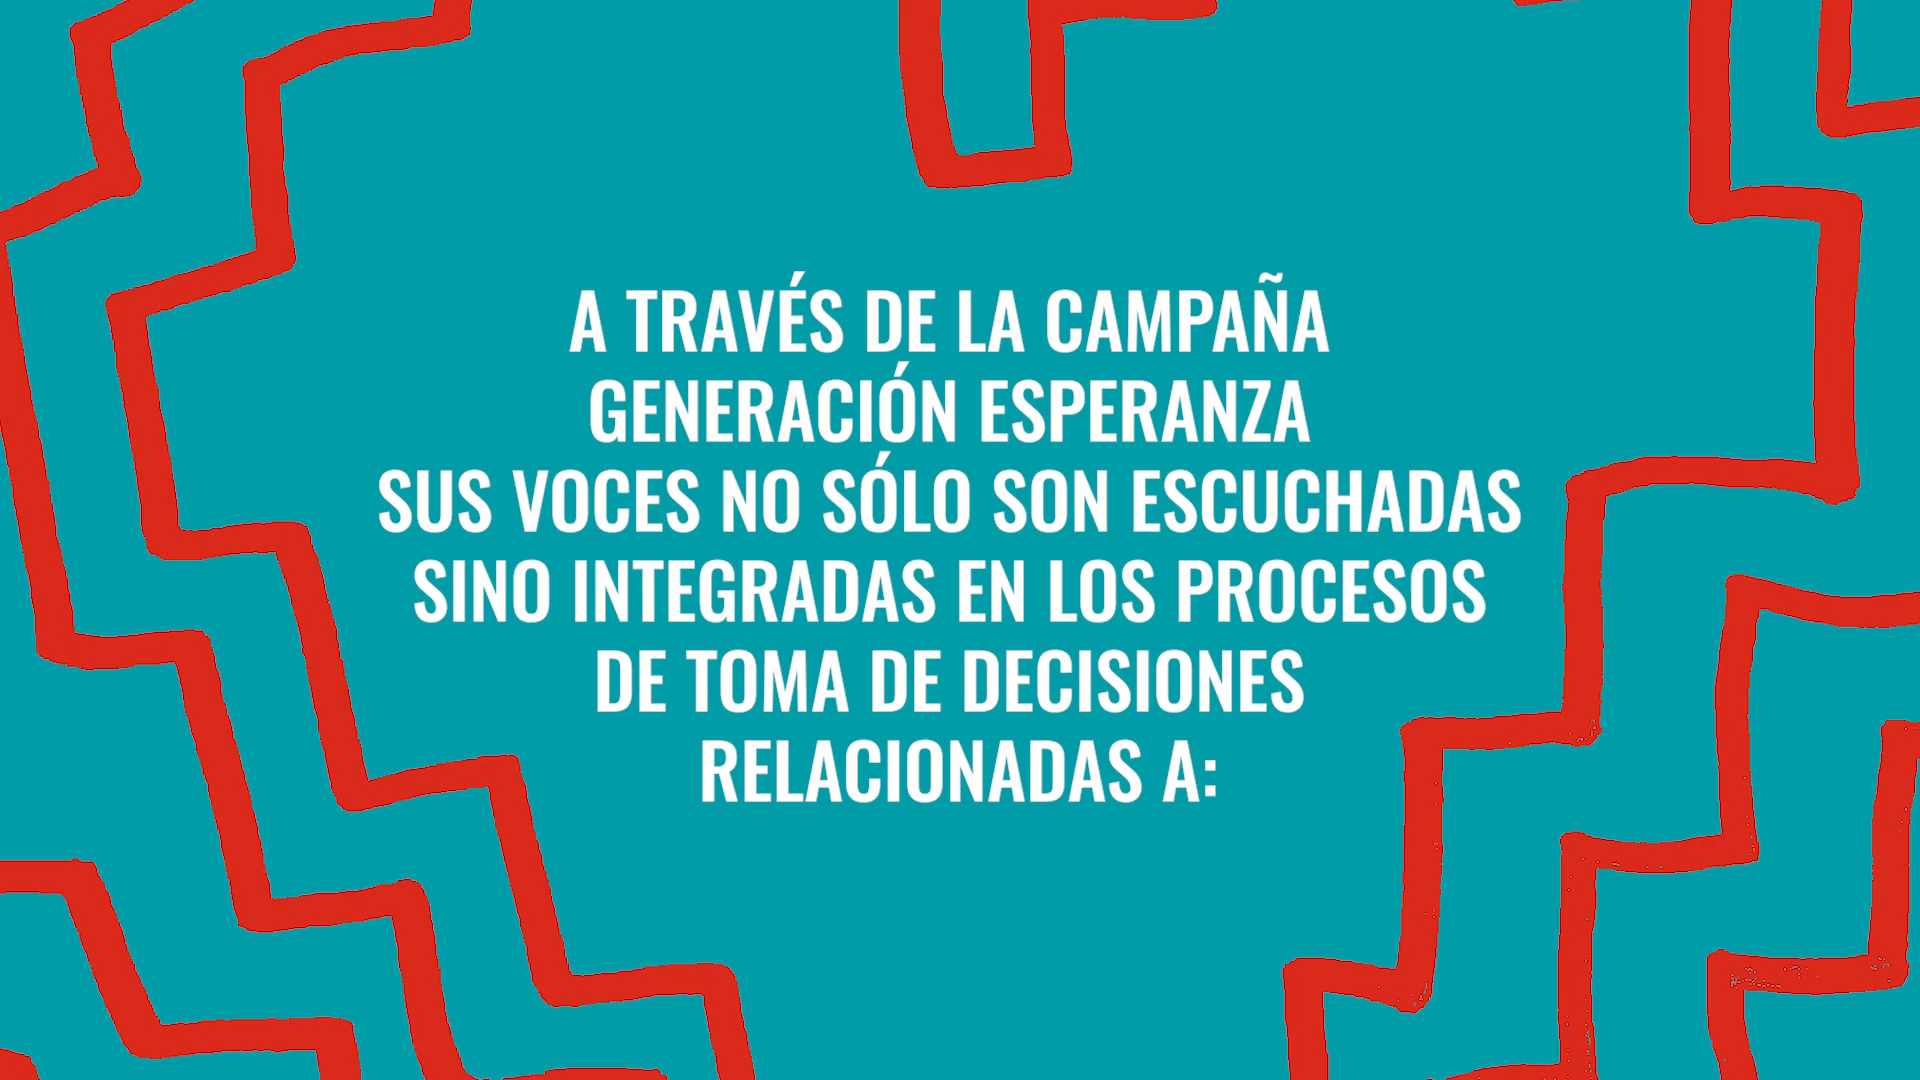 A TRAVÉS DE LA CAMPAÑA
GENERACIÓN ESPERANZA
SUS VOCES NO SÓLO SON ESCUCHADAS
SINO INTEGRADAS EN LOS PROCESOS
DE TOMA DE DECISIONES
RELACIONADAS A: